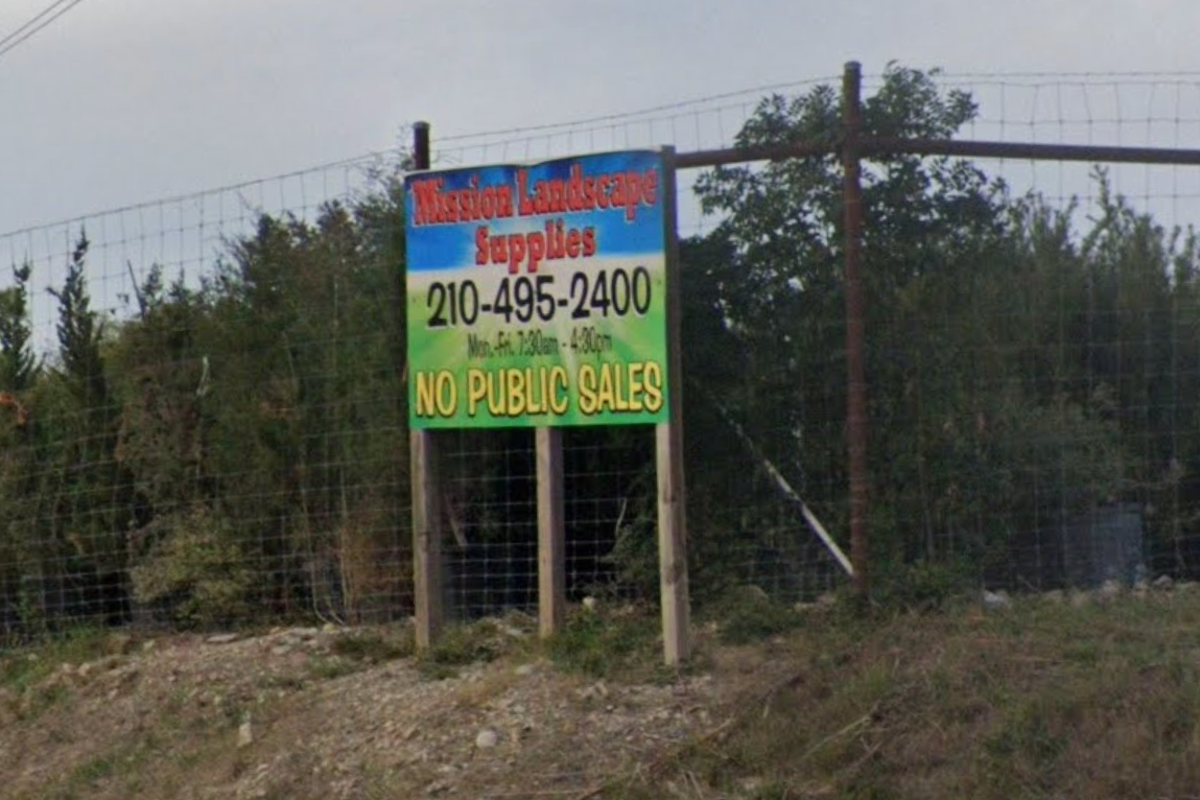 Mission Landscape
Supplies
210-495-2400
Mon.-Fri. 7:30am - 4:30pm
NO PUBLIC SALES